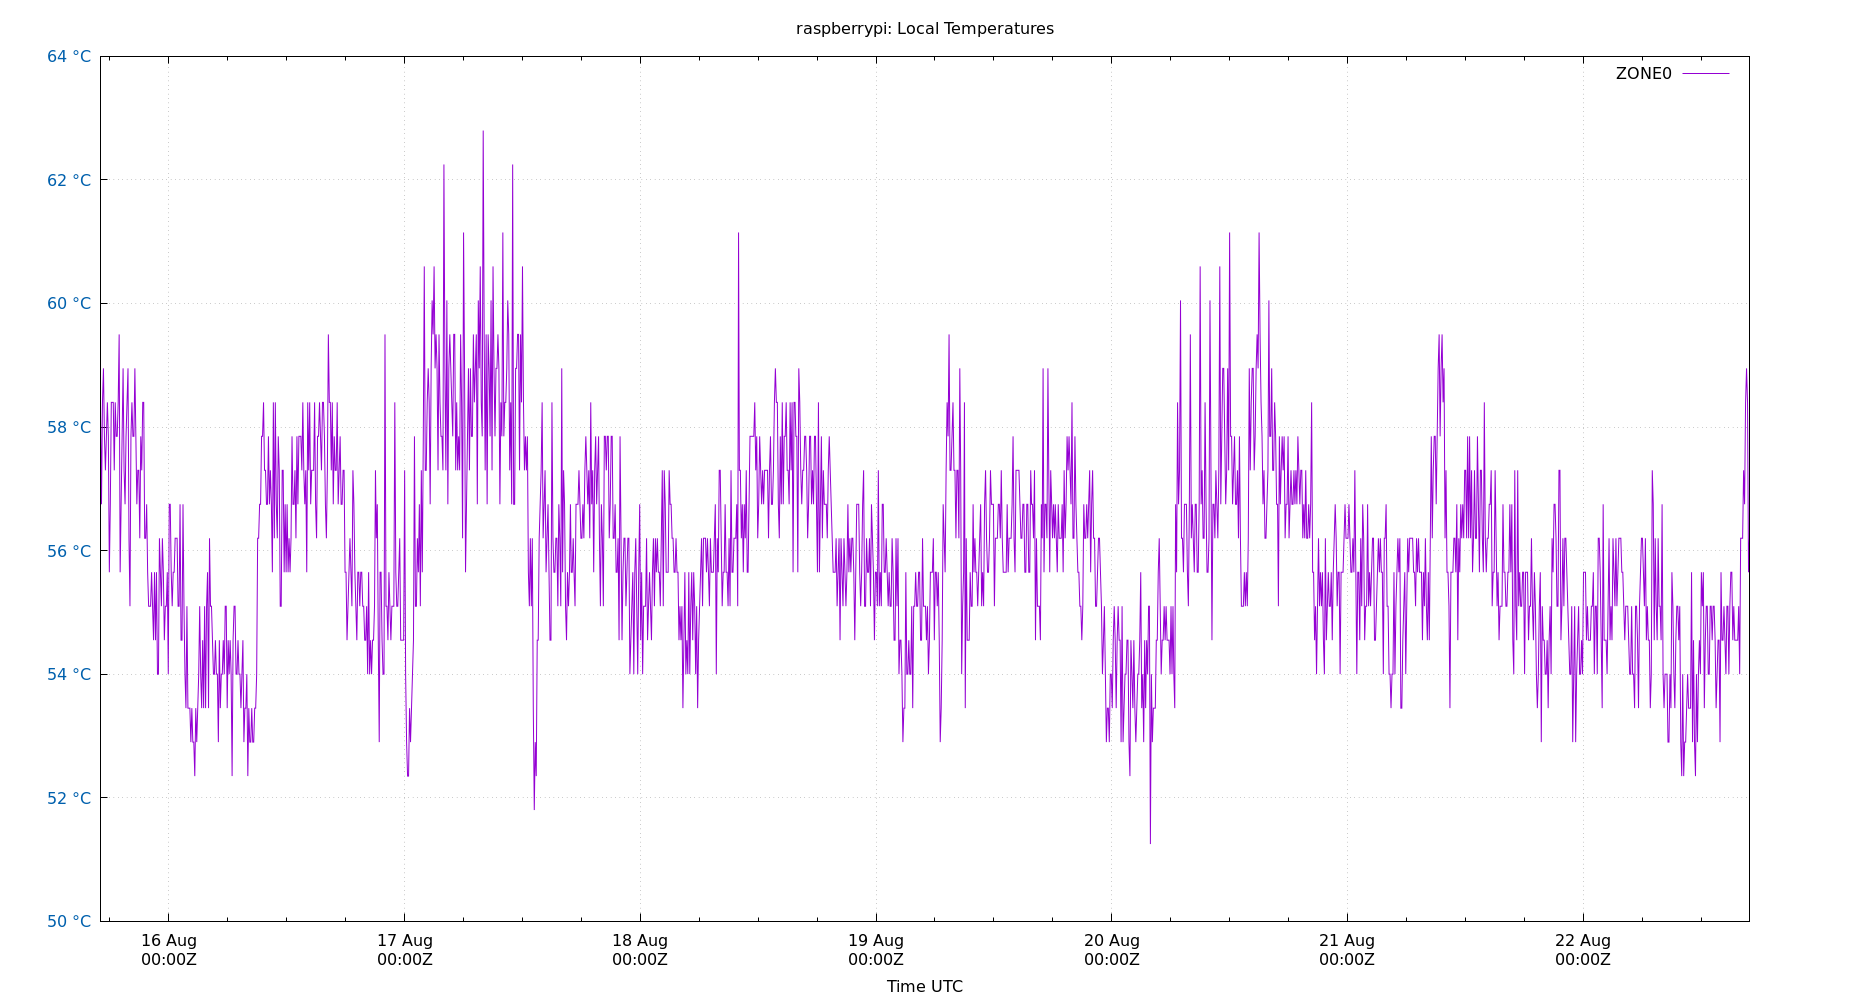 raspberrypi: Local Temperatures
64 °C
ZONE0
62 °C
60 °C
58 °C
56 °C
54 °C
52 °C
50 °C
16 Aug 17 Aug 18 Aug 19 Aug 20 Aug 21 Aug 22 Aug
00:00Z 00:00Z 00:00Z 00:00Z 00:00Z 00:00Z 00:00Z
Time UTC